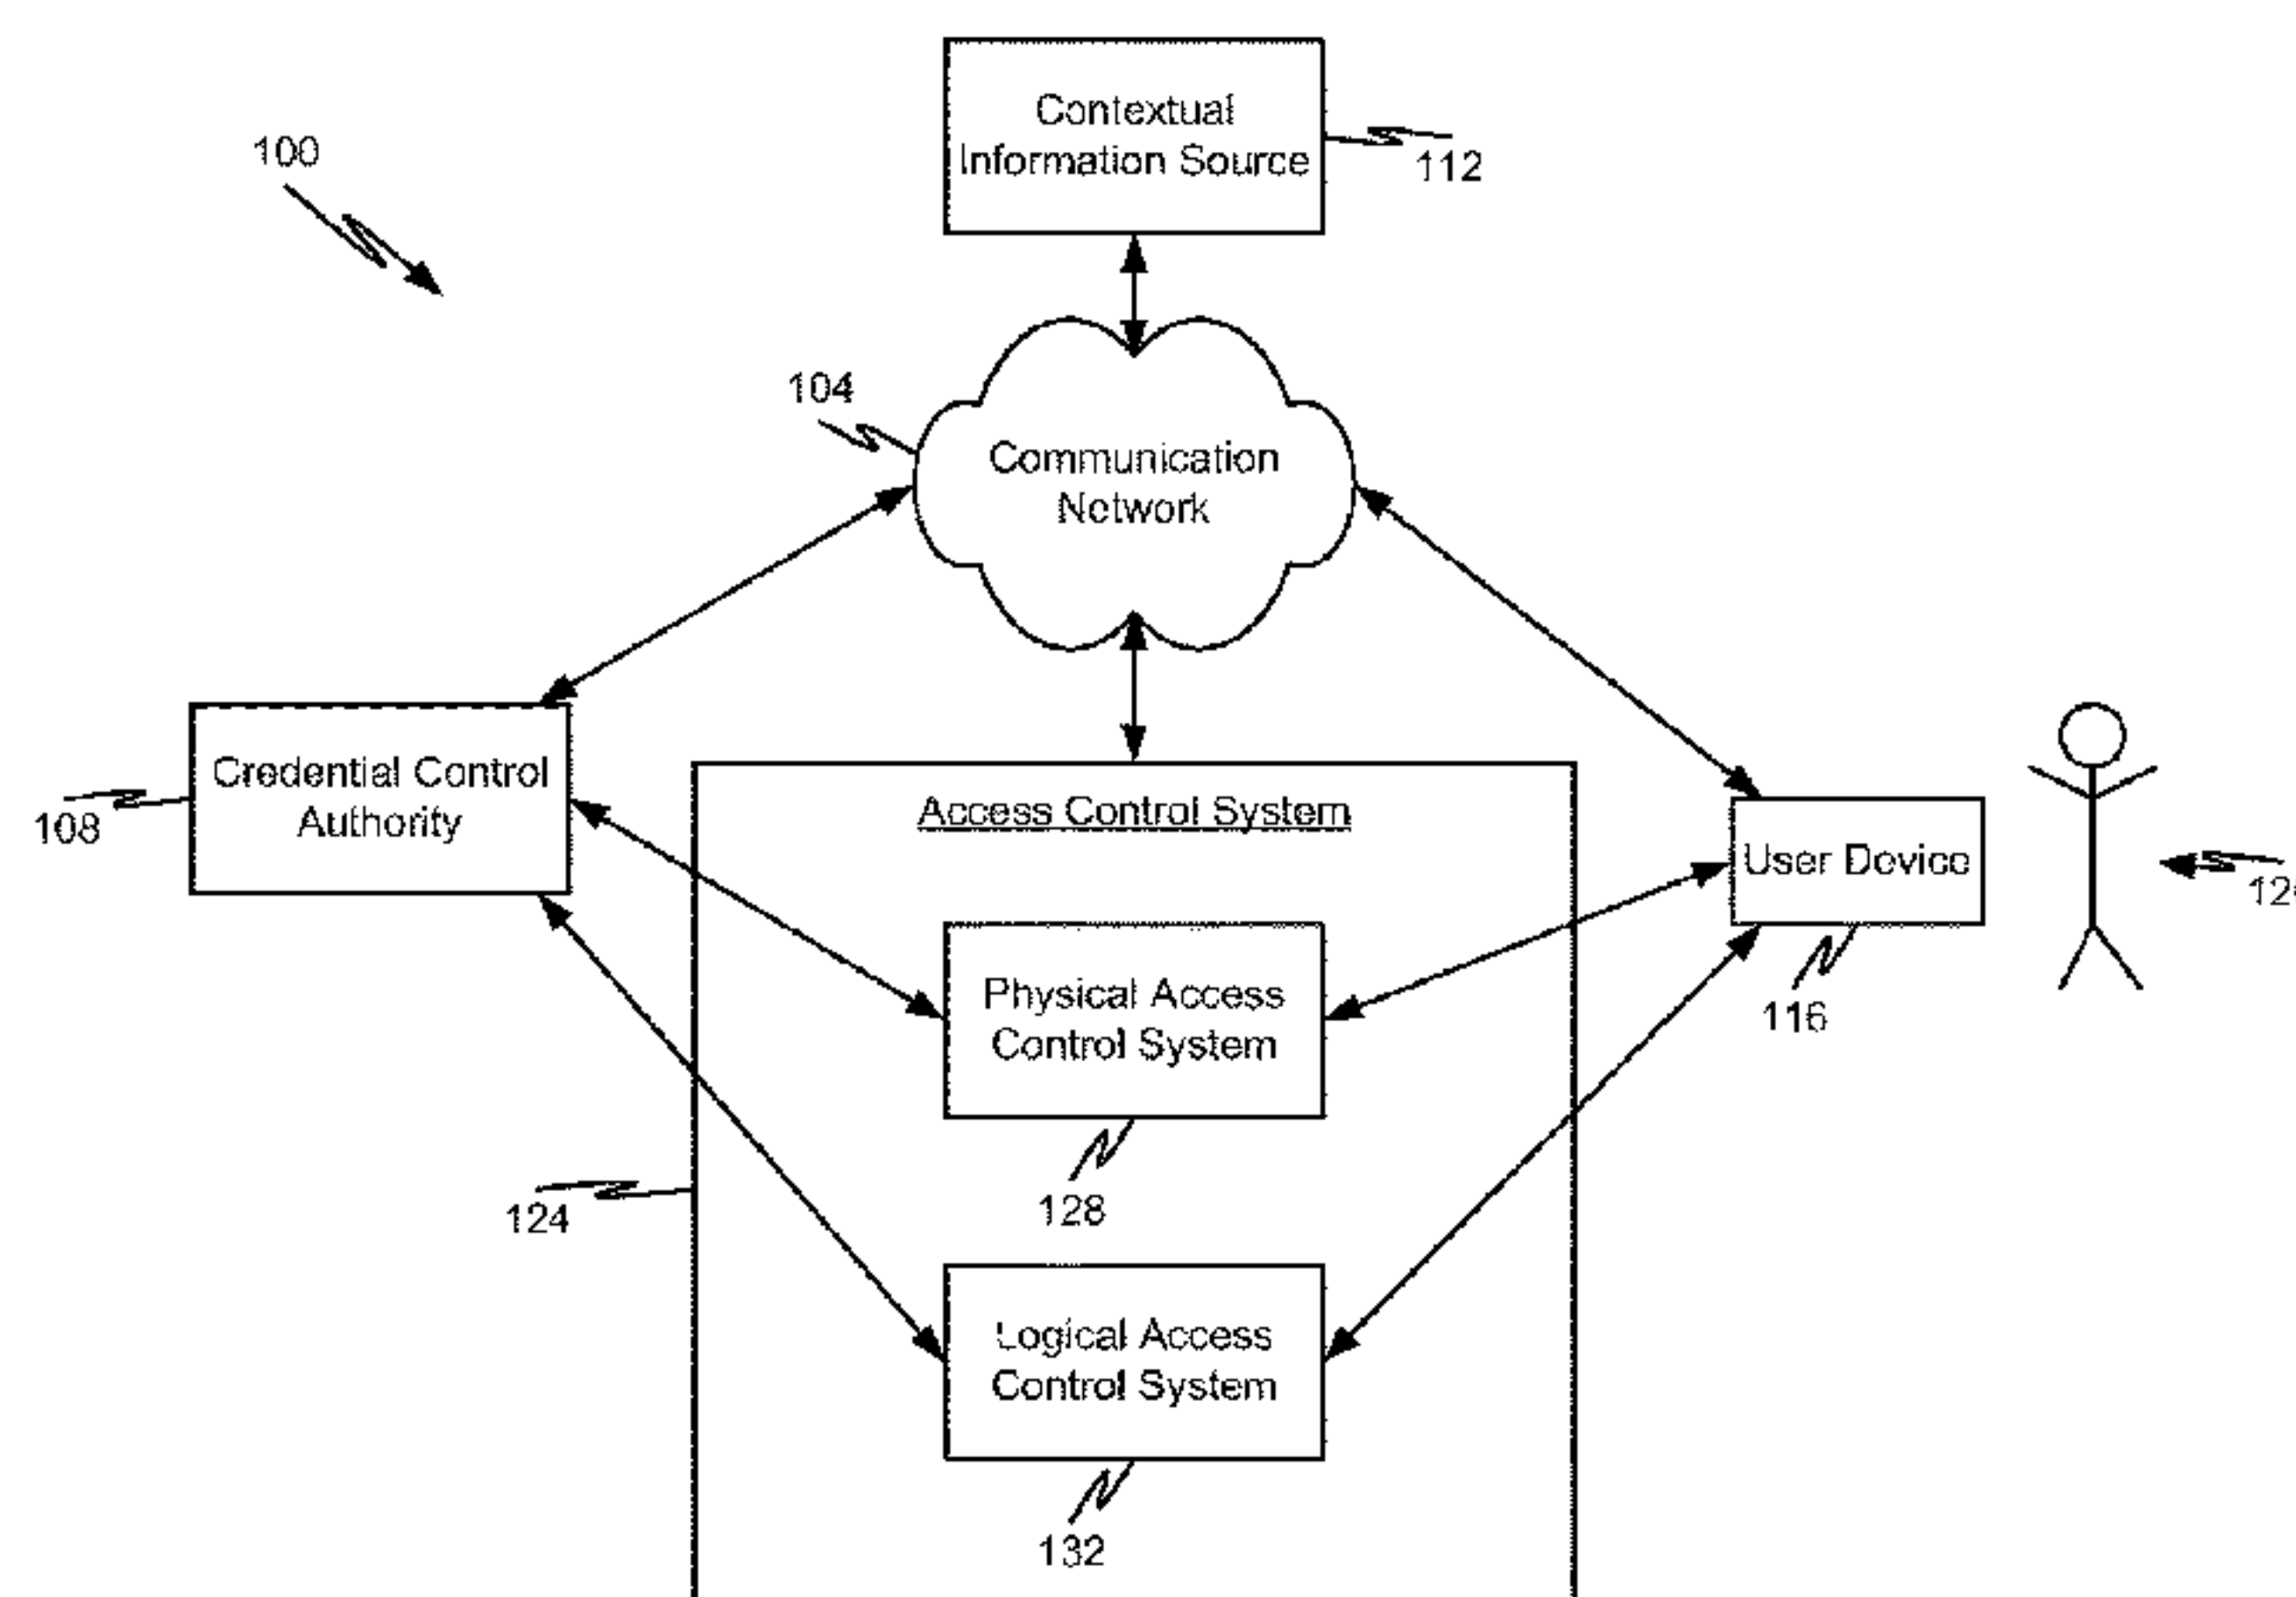 Contextual
Information Source
112
100
104
Communication
Network
Credential Control
Authority
108
Access Control System
User Device
116
Physical Access
Control System
128
124
Logical Access
Control System
132